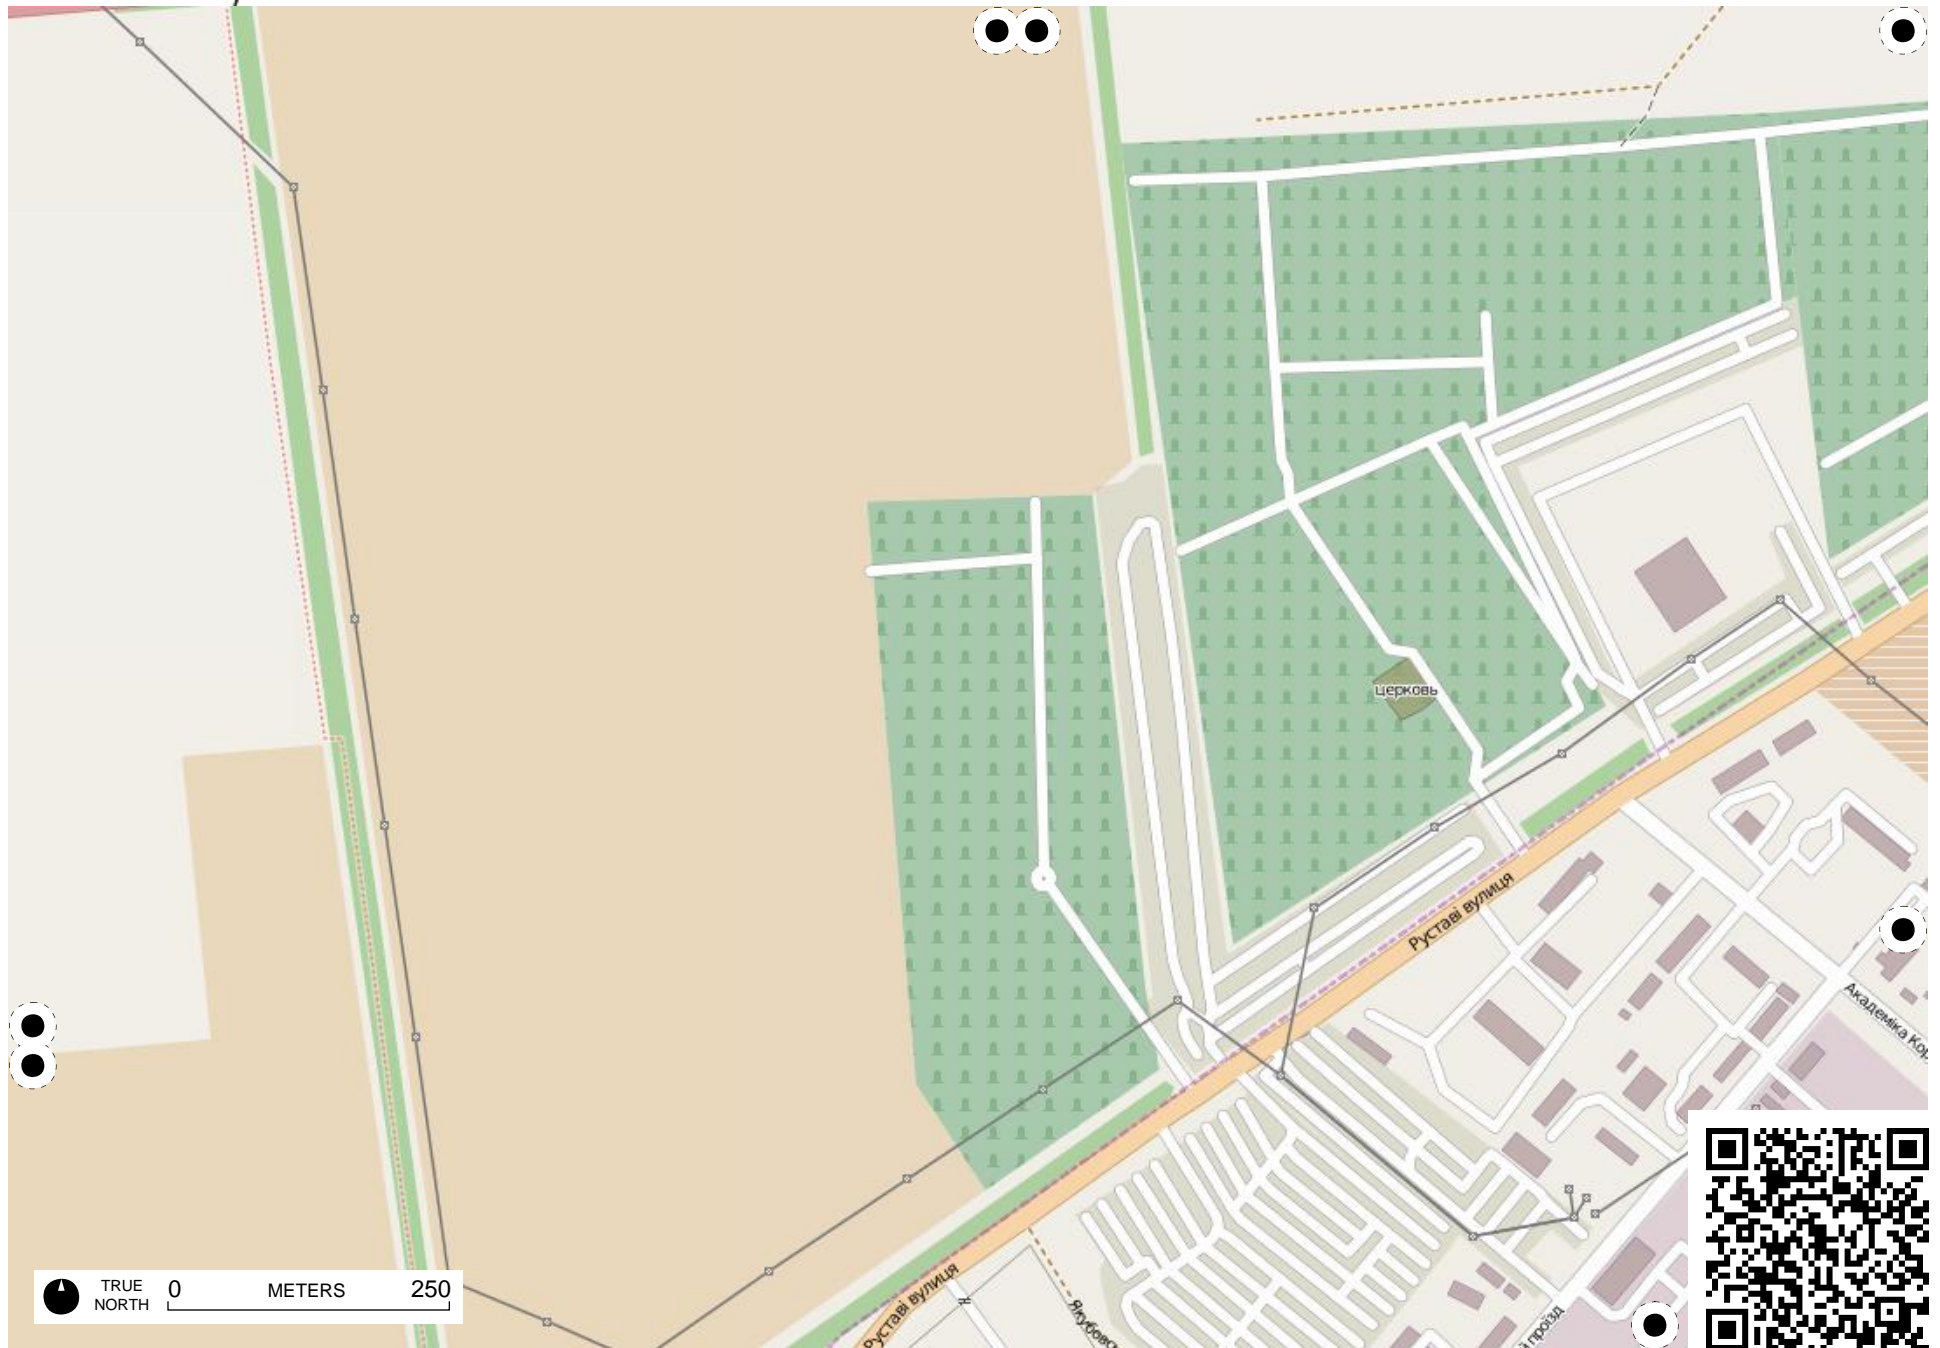 церковь
Руставі вулиця
Академіка Кор
Руставі вулиця
TRUE NORTH
0 METERS 250